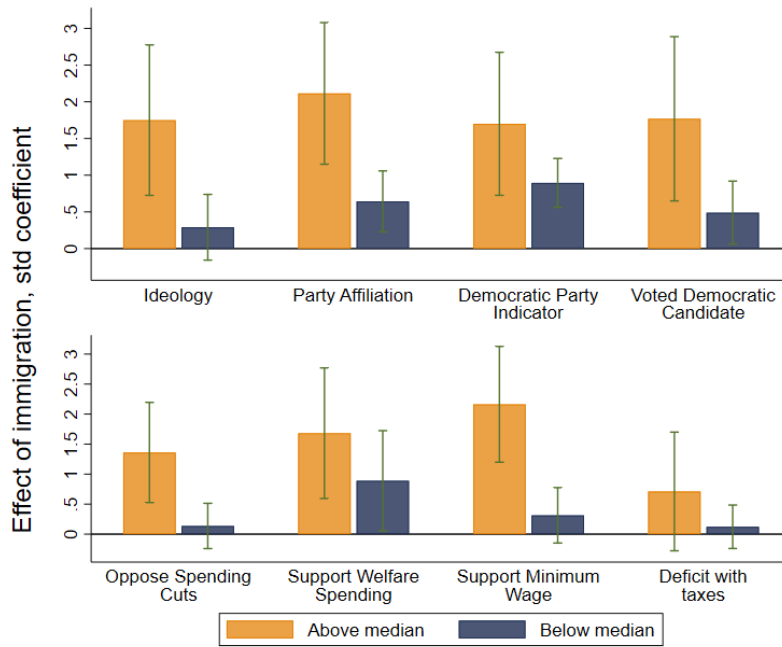 Effect of immigration, std coefficient
3
2.5
2
1.5
1
.5
0
Ideology
Party Affiliation
Democratic Party
Indicator
Voted Democratic
Candidate
3
2.5
2
1.5
1
.5
0
Oppose Spending
Cuts
Support Welfare
Spending
Support Minimum
Wage
Deficit with
taxes
Above median
Below median